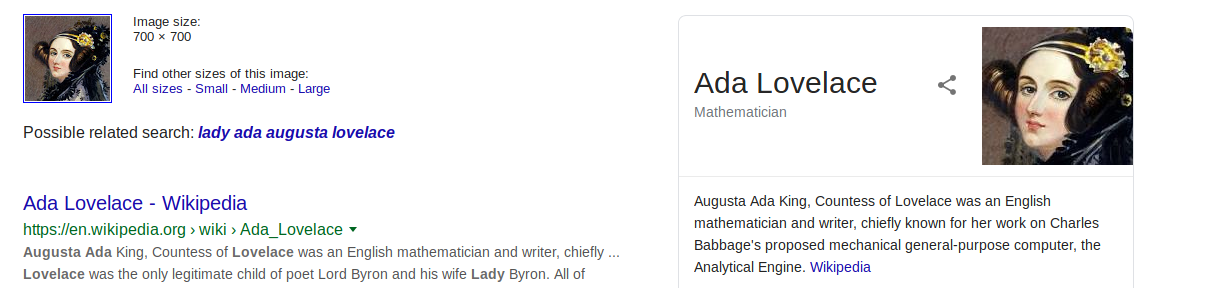 Image size:
700 × 700
Find other sizes of this image:
All sizes - Small - Medium - Large
Possible related search: lady ada augusta lovelace
Ada Lovelace - Wikipedia
https://en.wikipedia.org › wiki › Ada_Lovelace
Augusta Ada King, Countess of Lovelace was an English mathematician and writer, chiefly ...
Lovelace was the only legitimate child of poet Lord Byron and his wife Lady Byron. All of
Ada Lovelace
Mathematician
Augusta Ada King, Countess of Lovelace was an English
mathematician and writer, chiefly known for her work on Charles
Babbage's proposed mechanical general-purpose computer, the
Analytical Engine. Wikipedia